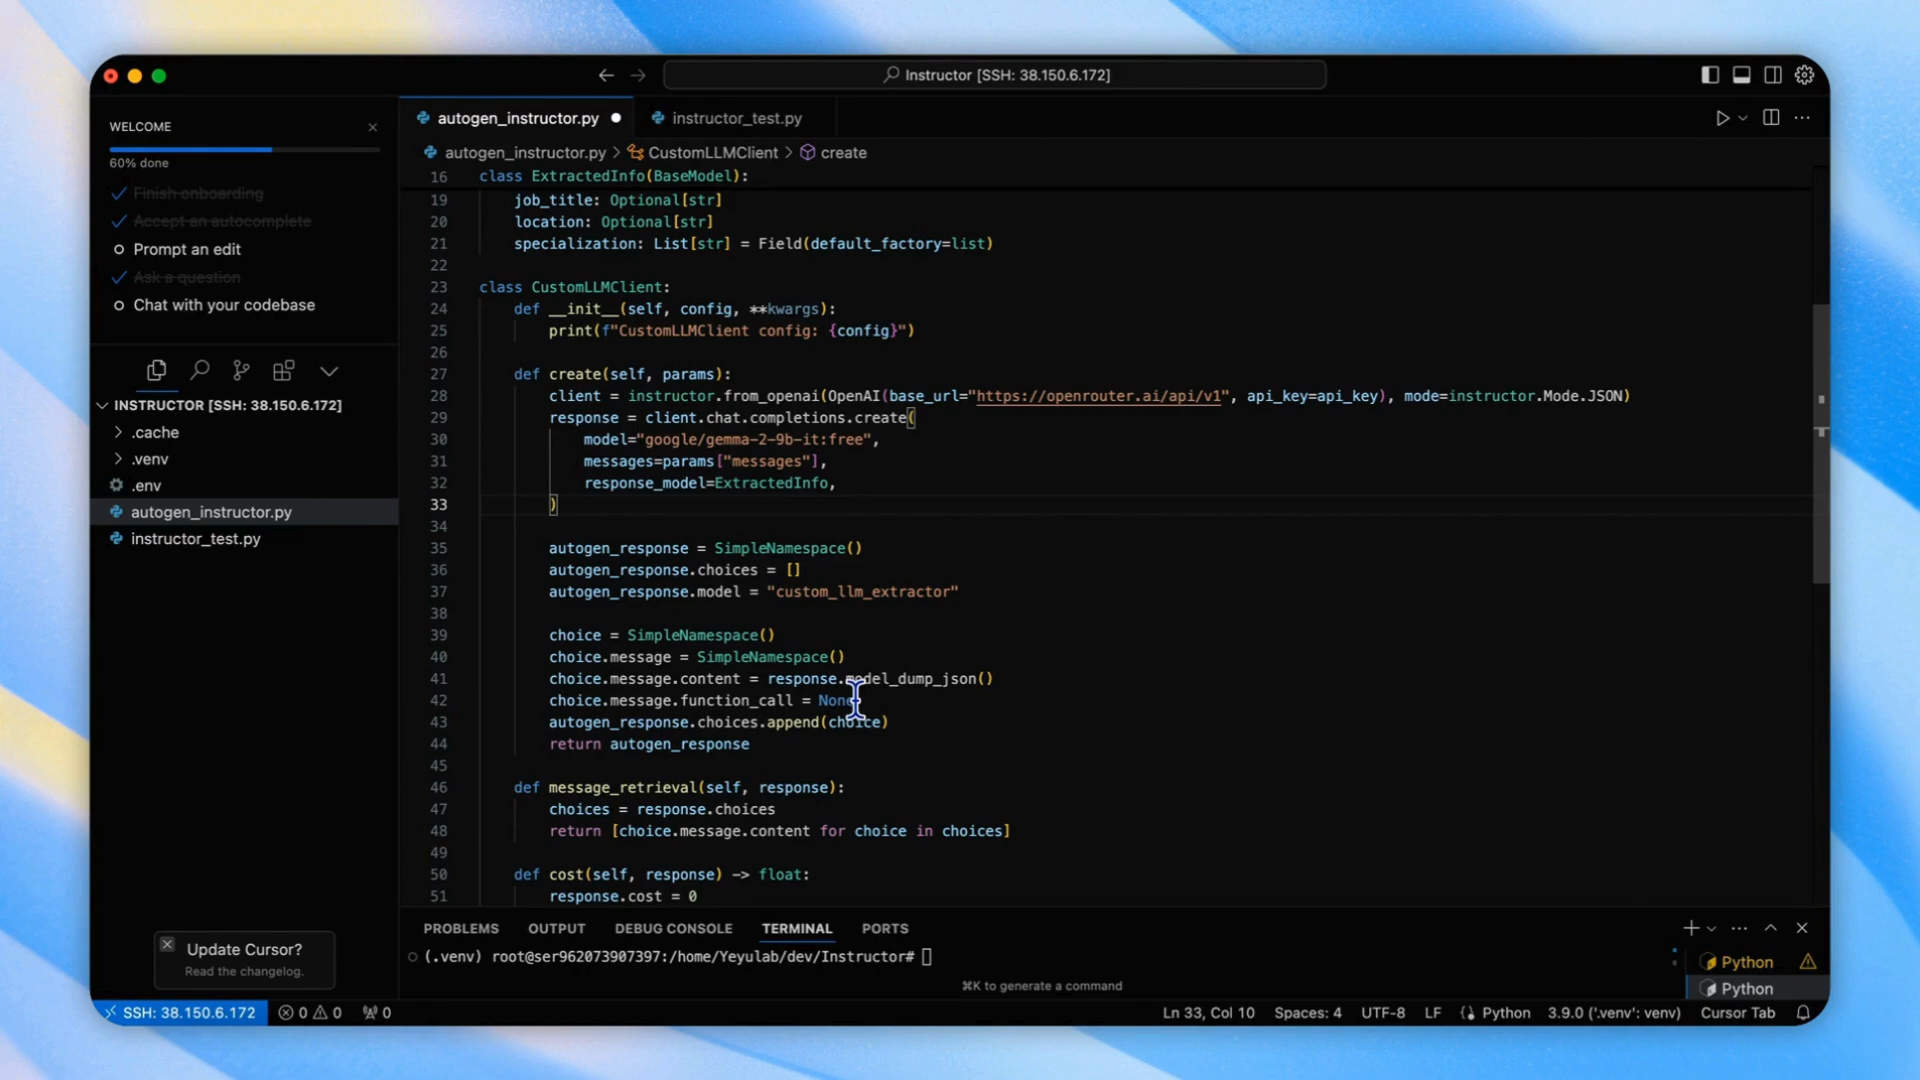 Instructor [SSH: 38.150.6.172]
WELCOME
60% done
Finish onboarding
Accept an autocomplete
Prompt an edit
Ask a question
Chat with your codebase
INSTRUCTOR [SSH: 38.150.6.172]
.cache
.venv
.env
autogen_instructor.py
instructor_test.py
Update Cursor?
Read the changelog.
autogen_instructor.py
instructor_test.py
autogen_instructor.py > CustomLLMClient > create
16 class ExtractedInfo(BaseModel):
19 job_title: Optional[str]
20 location: Optional[str]
21 specialization: List[str] = Field(default_factory=list)
22
23 class CustomLLMClient:
24 def __init__(self, config, **kwargs):
25 print(f"CustomLLMClient config: {config}")
26
27 def create(self, params):
28 client = instructor.from_openai(OpenAI(base_url="https://openrouter.ai/api/v1", api_key=api_key), mode=instructor.Mode.JSON)
29 response = client.chat.completions.create(
30 model="google/gemma-2-9b-it:free",
31 messages=params["messages"],
32 response_model=ExtractedInfo,
33 )
34
35 autogen_response = SimpleNamespace()
36 autogen_response.choices = []
37 autogen_response.model = "custom_llm_extractor"
38
39 choice = SimpleNamespace()
40 choice.message = SimpleNamespace()
41 choice.message.content = response.model_dump_json()
42 choice.message.function_call = None
43 autogen_response.choices.append(choice)
44 return autogen_response
45
46 def message_retrieval(self, response):
47 choices = response.choices
48 return [choice.message.content for choice in choices]
49
50 def cost(self, response) -> float:
51 response.cost = 0
PROBLEMS OUTPUT DEBUG CONSOLE TERMINAL PORTS
(.venv) root@ser962073907397:/home/Yeyulab/dev/Instructor#
⌘K to generate a command
Python
Python
SSH: 38.150.6.172 0 0 0 Ln 33, Col 10 Spaces: 4 UTF-8 LF Python 3.9.0 ('.venv': venv) Cursor Tab